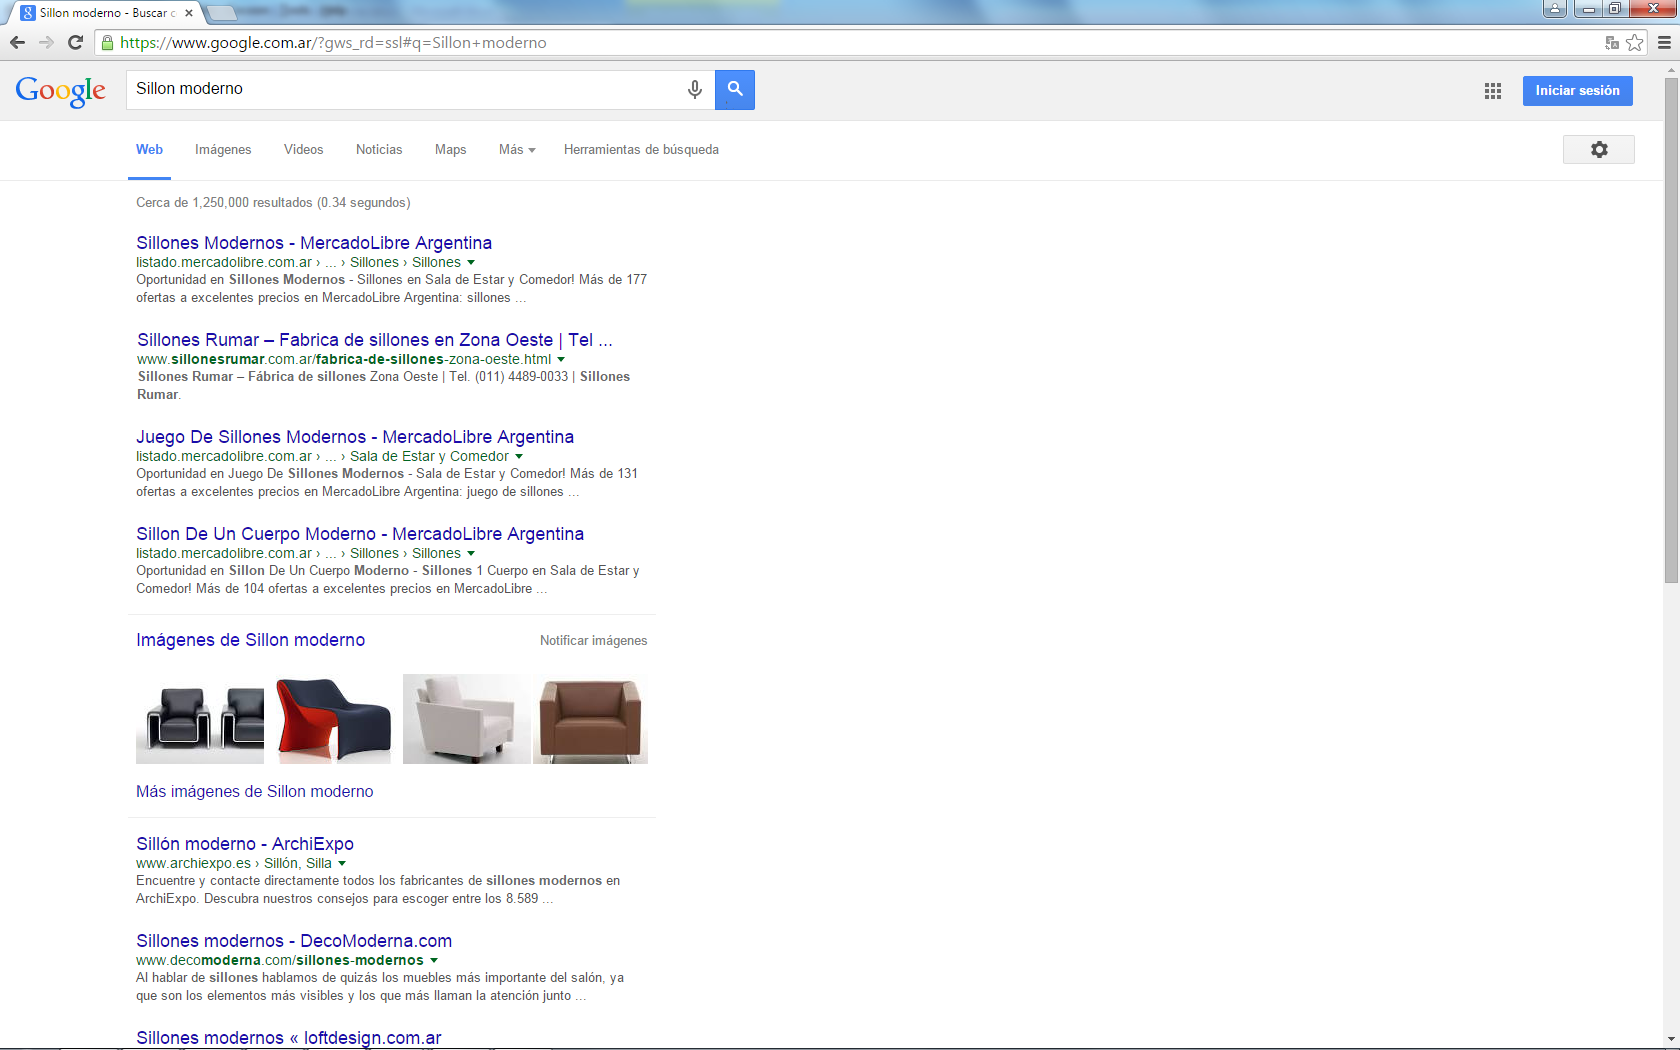 Sillon moderno - Buscar c
https://www.google.com.ar/?gws_rd=ssl#q=Sillon+moderno
Google
Sillon moderno
Iniciar sesión
Web Imágenes Videos Noticias Maps Más Herramientas de búsqueda
Cerca de 1,250,000 resultados (0.34 segundos)
Sillones Modernos - MercadoLibre Argentina
listado.mercadolibre.com.ar › ... › Sillones › Sillones
Oportunidad en Sillones Modernos - Sillones en Sala de Estar y Comedor! Más de 177
ofertas a excelentes precios en MercadoLibre Argentina: sillones ...
Sillones Rumar – Fabrica de sillones en Zona Oeste | Tel ...
www.sillonesrumar.com.ar/fabrica-de-sillones-zona-oeste.html
Sillones Rumar – Fábrica de sillones Zona Oeste | Tel. (011) 4489-0033 | Sillones
Rumar.
Juego De Sillones Modernos - MercadoLibre Argentina
listado.mercadolibre.com.ar › ... › Sala de Estar y Comedor
Oportunidad en Juego De Sillones Modernos - Sala de Estar y Comedor! Más de 131
ofertas a excelentes precios en MercadoLibre Argentina: juego de sillones ...
Sillon De Un Cuerpo Moderno - MercadoLibre Argentina
listado.mercadolibre.com.ar › ... › Sillones › Sillones
Oportunidad en Sillon De Un Cuerpo Moderno - Sillones 1 Cuerpo en Sala de Estar y
Comedor! Más de 104 ofertas a excelentes precios en MercadoLibre ...
Imágenes de Sillon moderno Notificar imágenes
Más imágenes de Sillon moderno
Sillón moderno - ArchiExpo
www.archiexpo.es › Sillón, Silla
Encuentre y contacte directamente todos los fabricantes de sillones modernos en
ArchiExpo. Descubra nuestros consejos para escoger entre los 8.589 ...
Sillones modernos - DecoModerna.com
www.decomoderna.com/sillones-modernos
Al hablar de sillones hablamos de quizás los muebles más importante del salón, ya
que son los elementos más visibles y los que más llaman la atención junto ...
Sillones modernos « loftdesign.com.ar